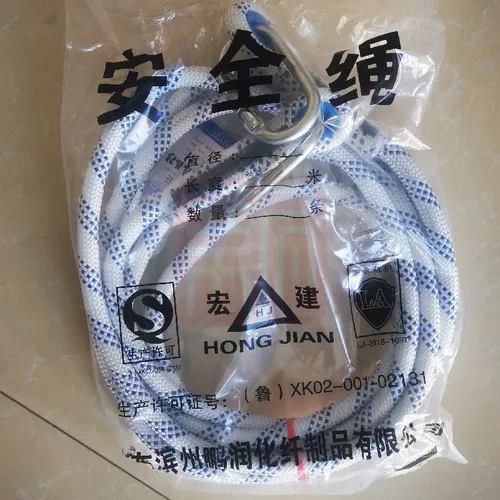 安全绳
直径：
长度： 米
数量： 条
宏 HJ 建
HONG JIAN
QS
生产许可
LA
生产许可证号：（鲁）XK02-001-02131
滨州鹏润化纤制品有限公